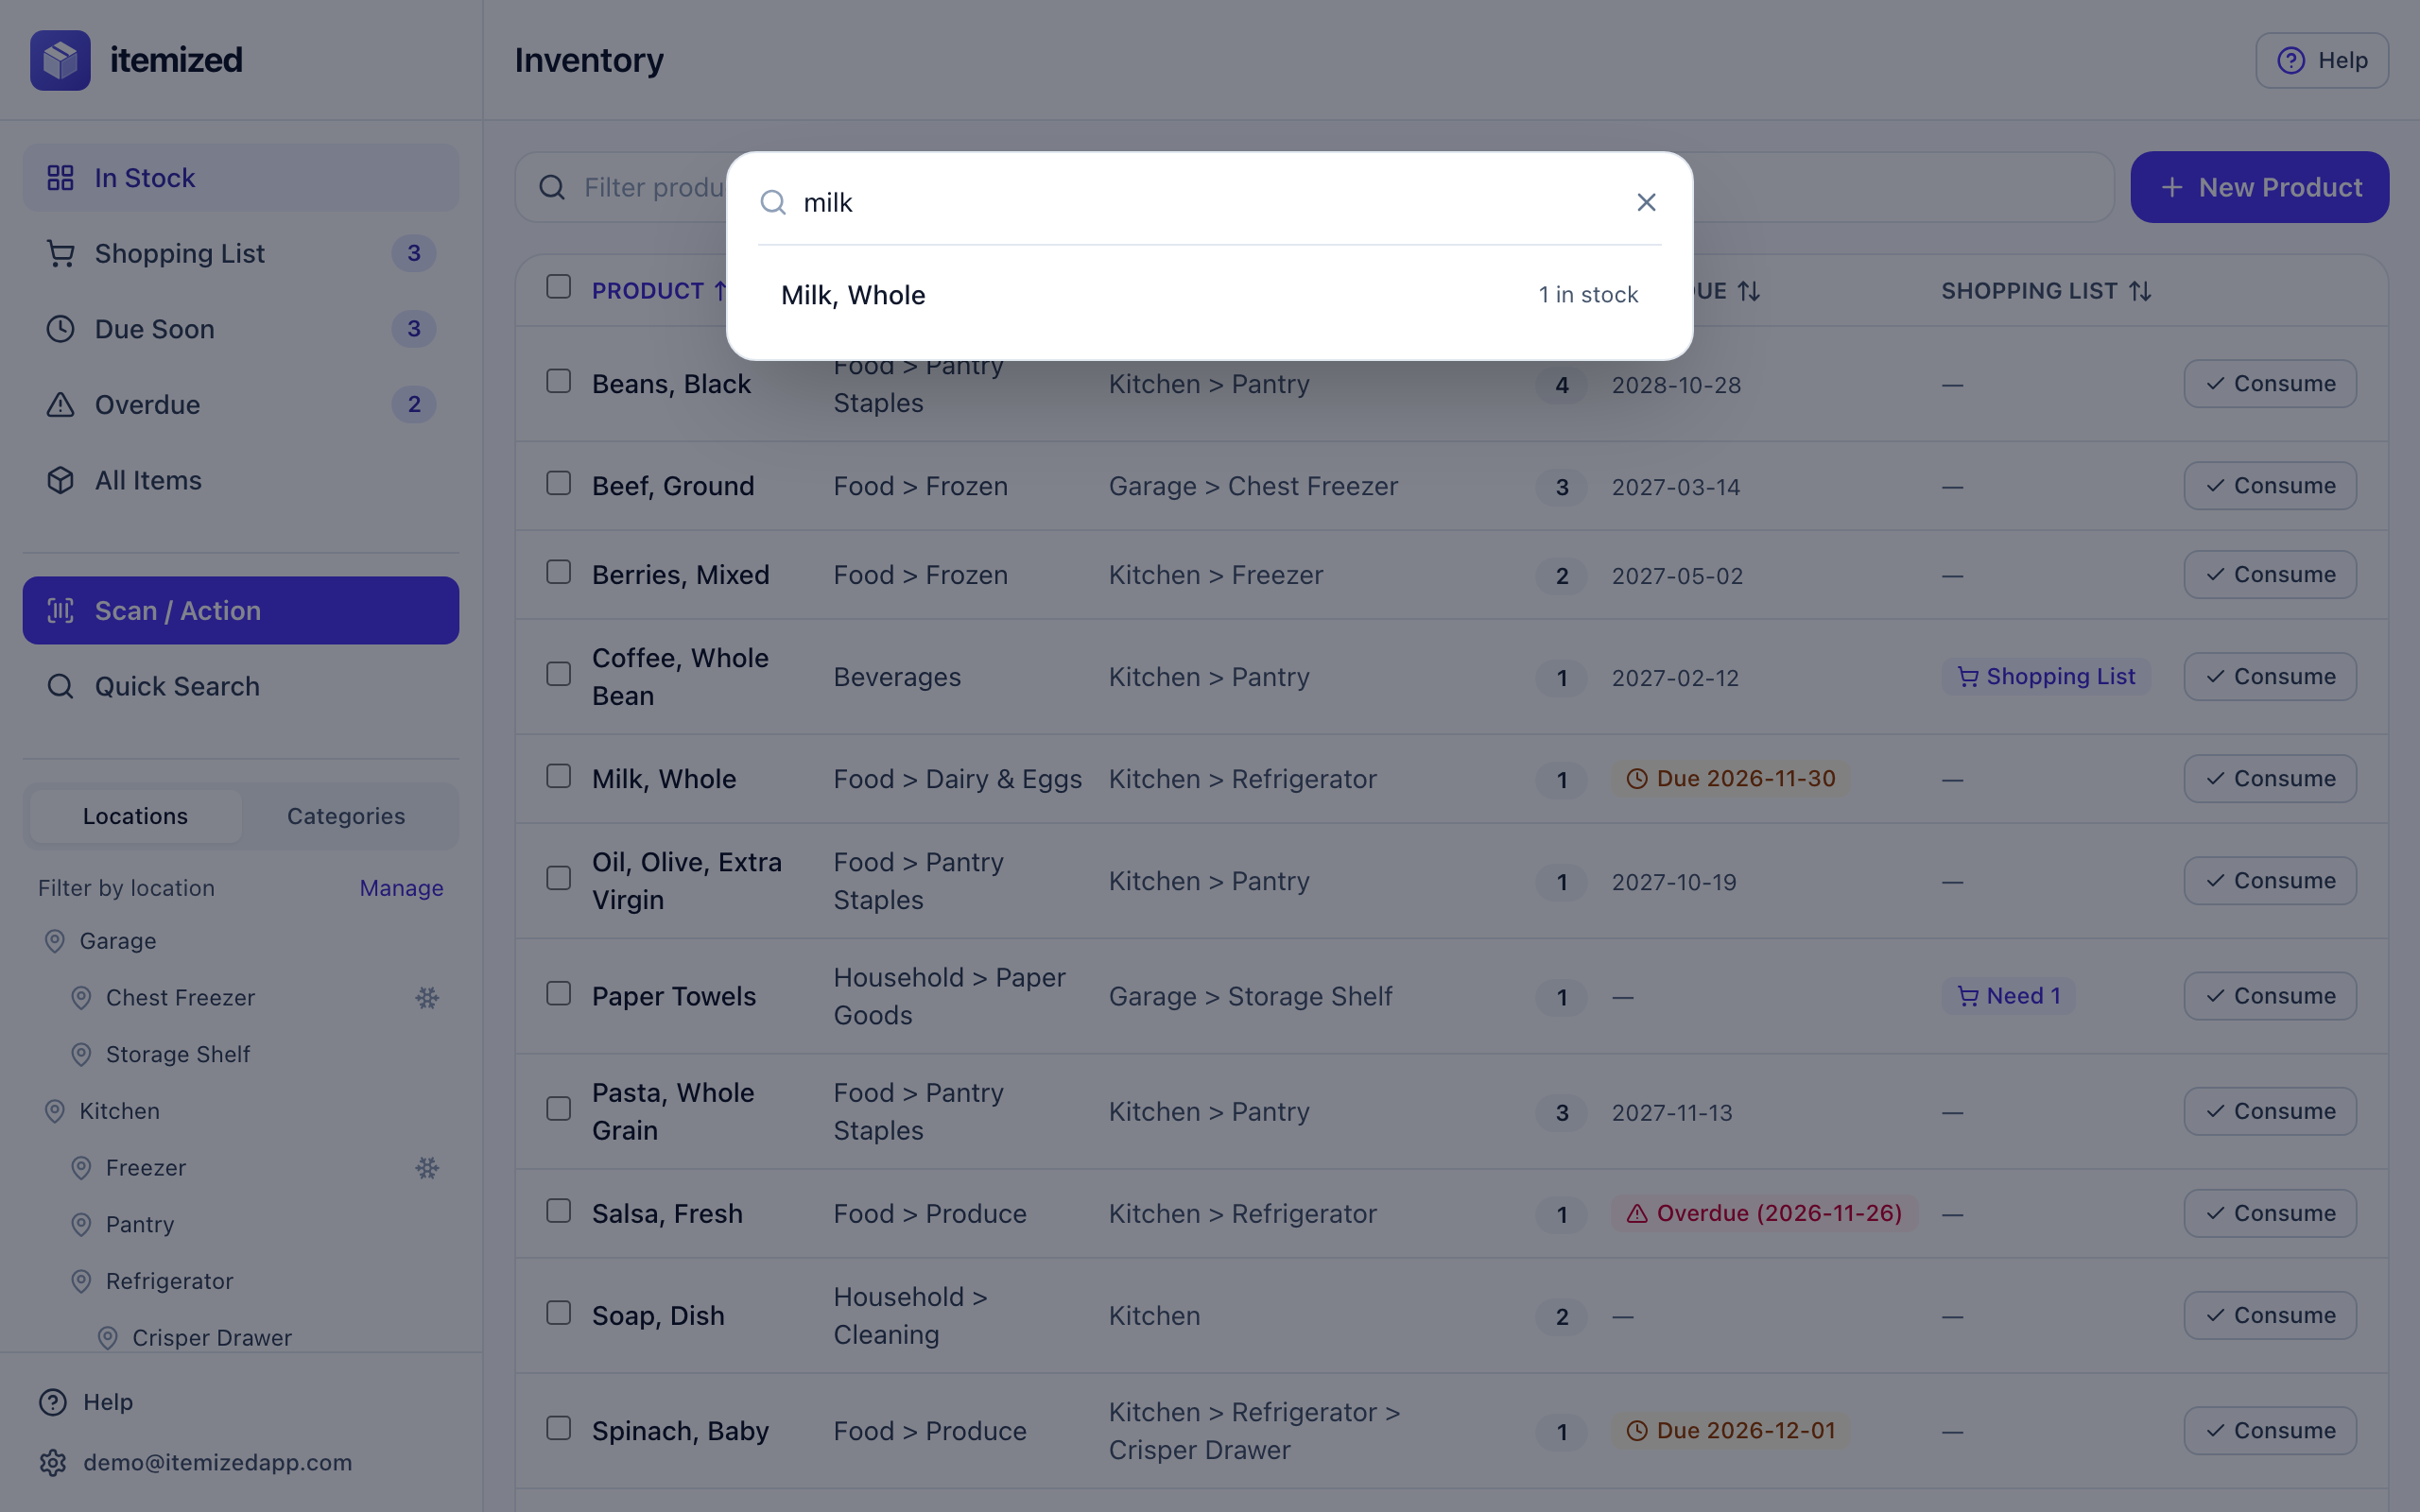 itemized
Inventory
Help
In Stock
Shopping List 3
Due Soon 3
Overdue 2
All Items
Scan / Action
Quick Search
Locations Categories
Filter by location Manage
Garage
Chest Freezer
Storage Shelf
Kitchen
Freezer
Pantry
Refrigerator
Crisper Drawer
Help
demo@itemizedapp.com
Filter produ
New Product
milk
Milk, Whole 1 in stock
PRODUCT UE SHOPPING LIST
Beans, Black Food > Pantry Kitchen > Pantry 4 2028-10-28 — Consume
Staples
Beef, Ground Food > Frozen Garage > Chest Freezer 3 2027-03-14 — Consume
Berries, Mixed Food > Frozen Kitchen > Freezer 2 2027-05-02 — Consume
Coffee, Whole Beverages Kitchen > Pantry 1 2027-02-12 Shopping List Consume
Bean
Milk, Whole Food > Dairy & Eggs Kitchen > Refrigerator 1 Due 2026-11-30 — Consume
Oil, Olive, Extra Food > Pantry Kitchen > Pantry 1 2027-10-19 — Consume
Virgin Staples
Paper Towels Household > Paper Garage > Storage Shelf 1 — Need 1 Consume
Goods
Pasta, Whole Food > Pantry Kitchen > Pantry 3 2027-11-13 — Consume
Grain Staples
Salsa, Fresh Food > Produce Kitchen > Refrigerator 1 Overdue (2026-11-26) — Consume
Soap, Dish Household > Kitchen 2 — — Consume
Cleaning
Spinach, Baby Food > Produce Kitchen > Refrigerator > 1 Due 2026-12-01 — Consume
Crisper Drawer